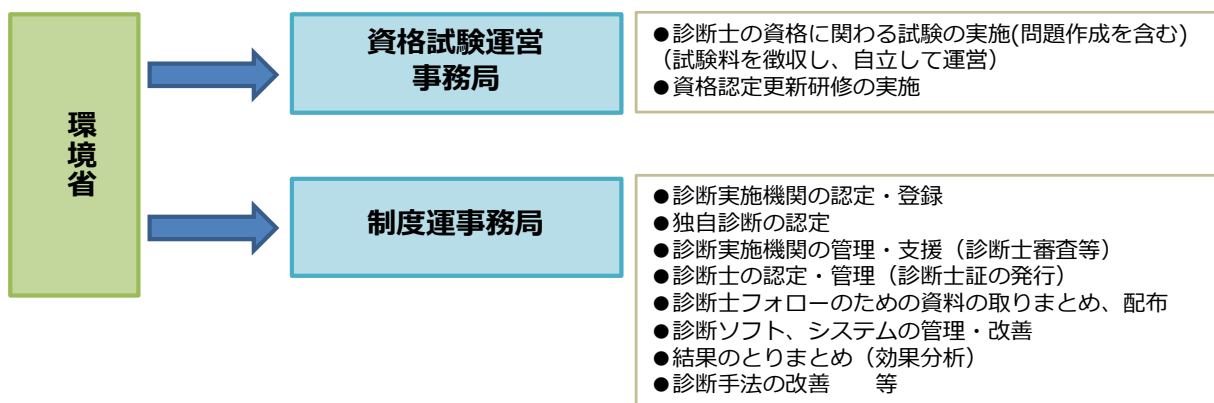 環境省
資格試験運営
事務局
●診断士の資格に関わる試験の実施(問題作成を含む)
（試験料を徴収し、自立して運営）
●資格認定更新研修の実施
制度運事務局
●診断実施機関の認定・登録
●独自診断の認定
●診断実施機関の管理・支援（診断士審査等）
●診断士の認定・管理（診断士証の発行）
●診断士フォローのための資料の取りまとめ、配布
●診断ソフト、システムの管理・改善
●結果のとりまとめ（効果分析）
●診断手法の改善　　等